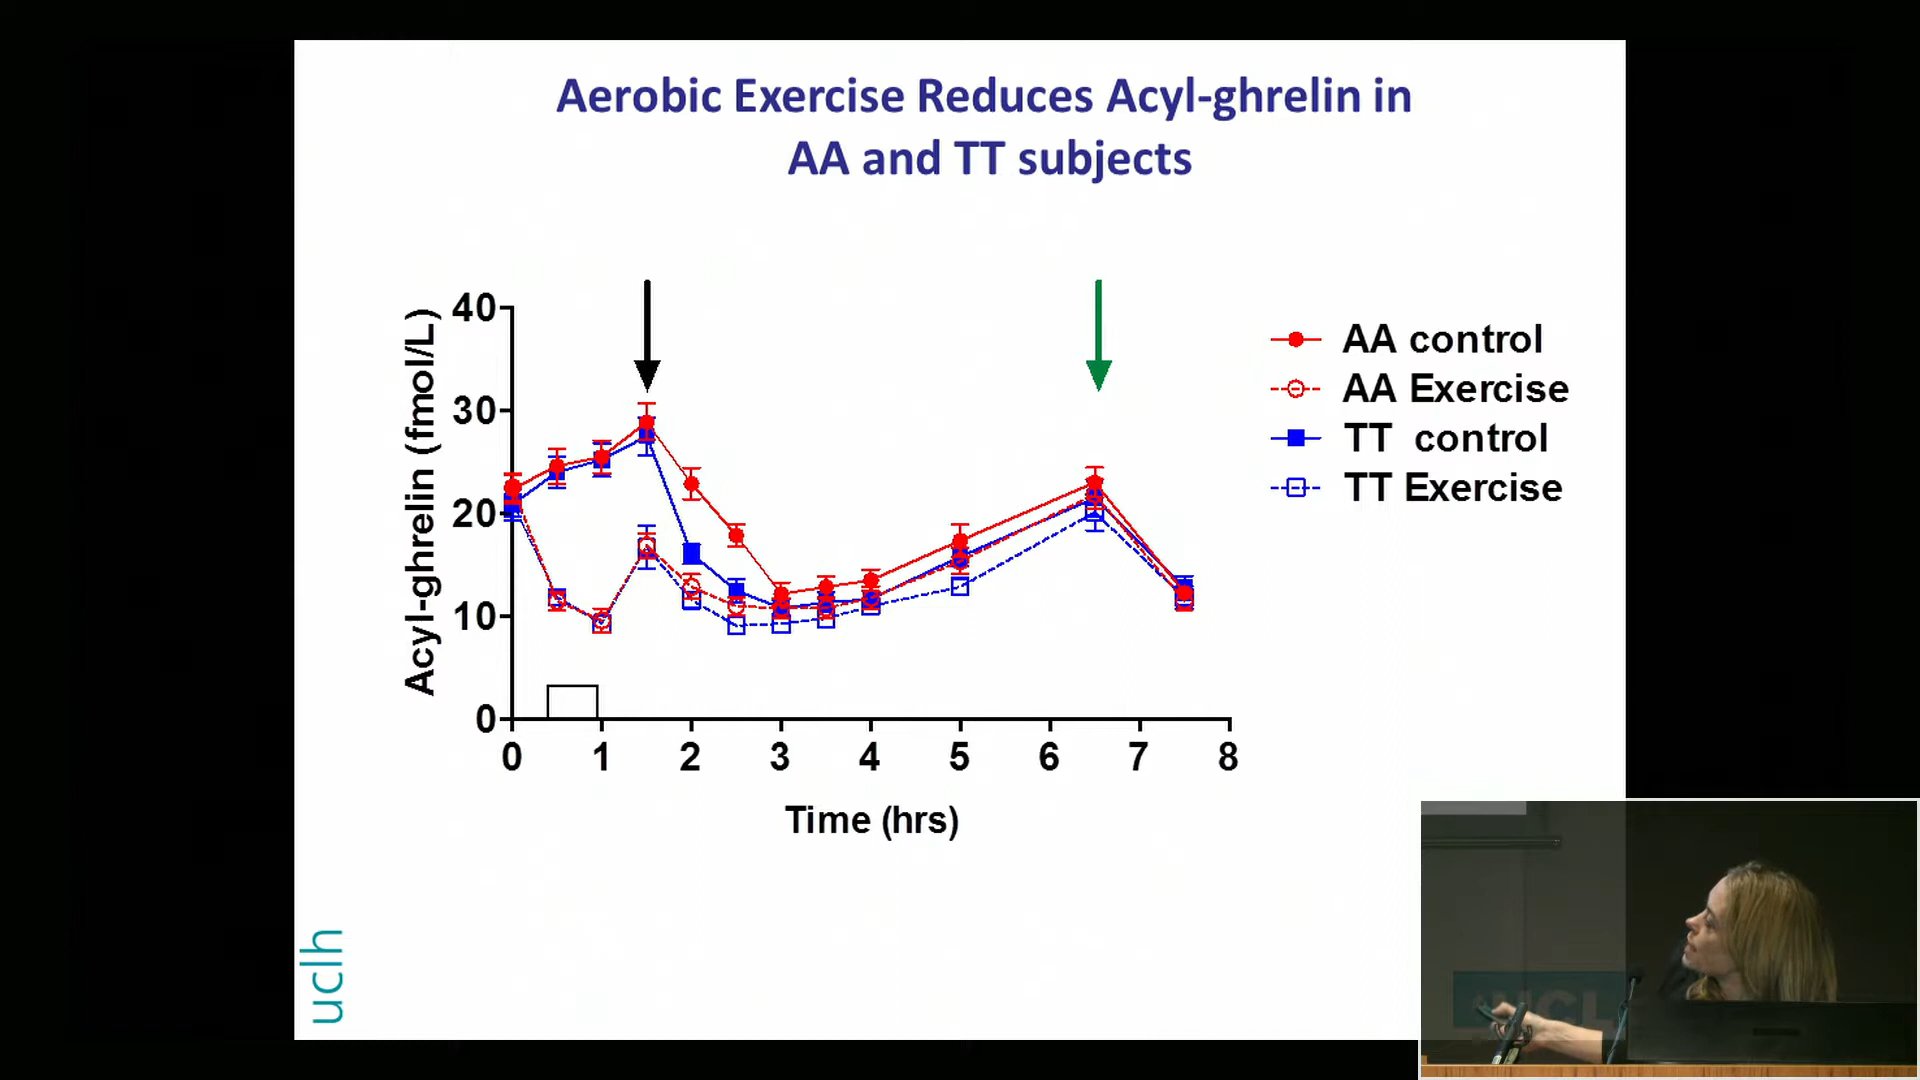 Aerobic Exercise Reduces Acyl-ghrelin in
AA and TT subjects
Acyl-ghrelin (fmol/L)
40
30
20
10
0
0 1 2 3 4 5 6 7 8
Time (hrs)
AA control
AA Exercise
TT control
TT Exercise
uclh
UCL